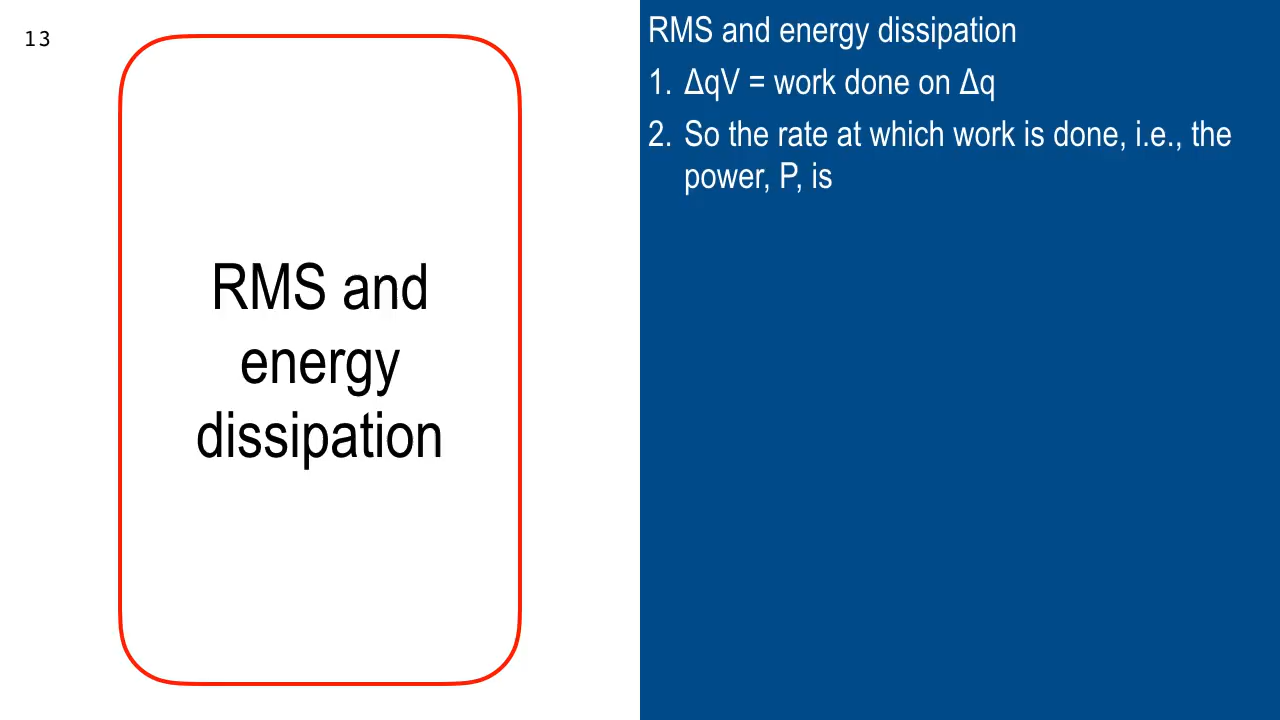 13
RMS and
energy
dissipation
RMS and energy dissipation
1. ΔqV = work done on Δq
2. So the rate at which work is done, i.e., the
power, P, is